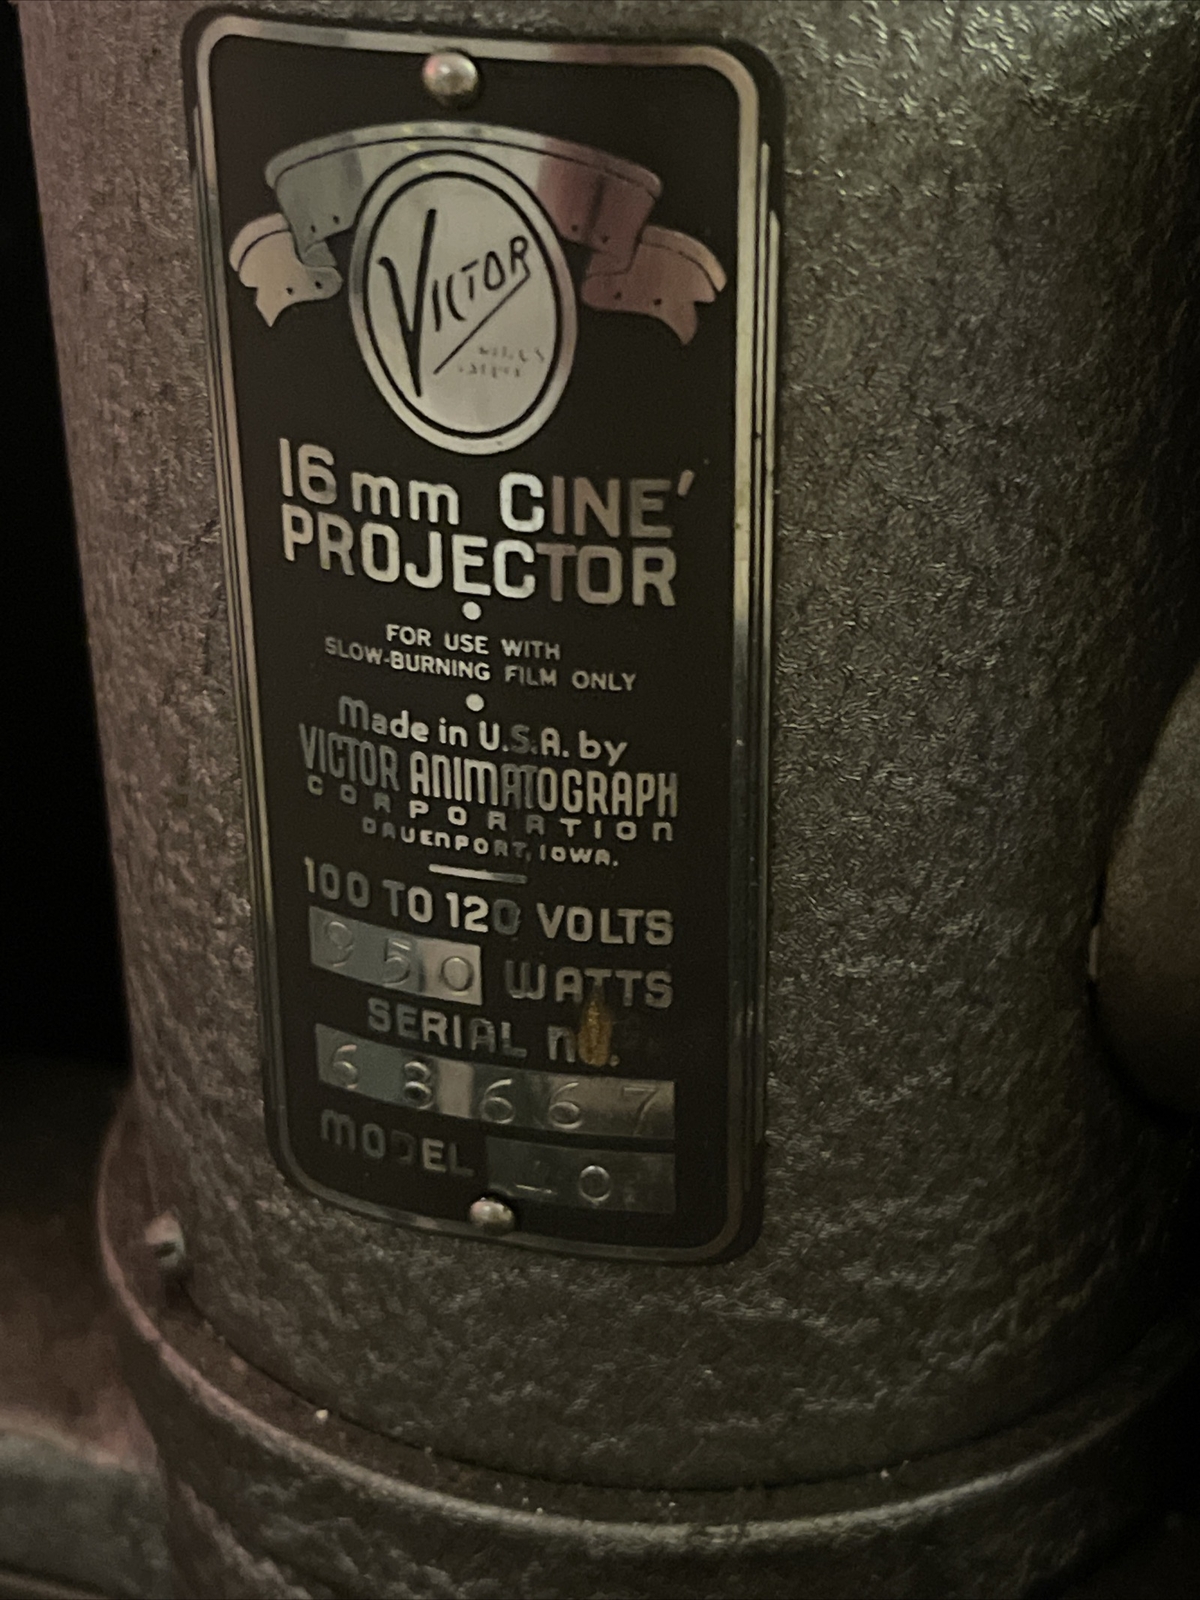 VICTOR
16mm CINE'
PROJECTOR
FOR USE WITH
SLOW-BURNING FILM ONLY
Made in U.S.A. by
VICTOR ANIMATOGRAPH
CORPORATION
DAVENPORT, IOWA.
100 TO 120 VOLTS
950 WATTS
SERIAL no.
68667
MODEL